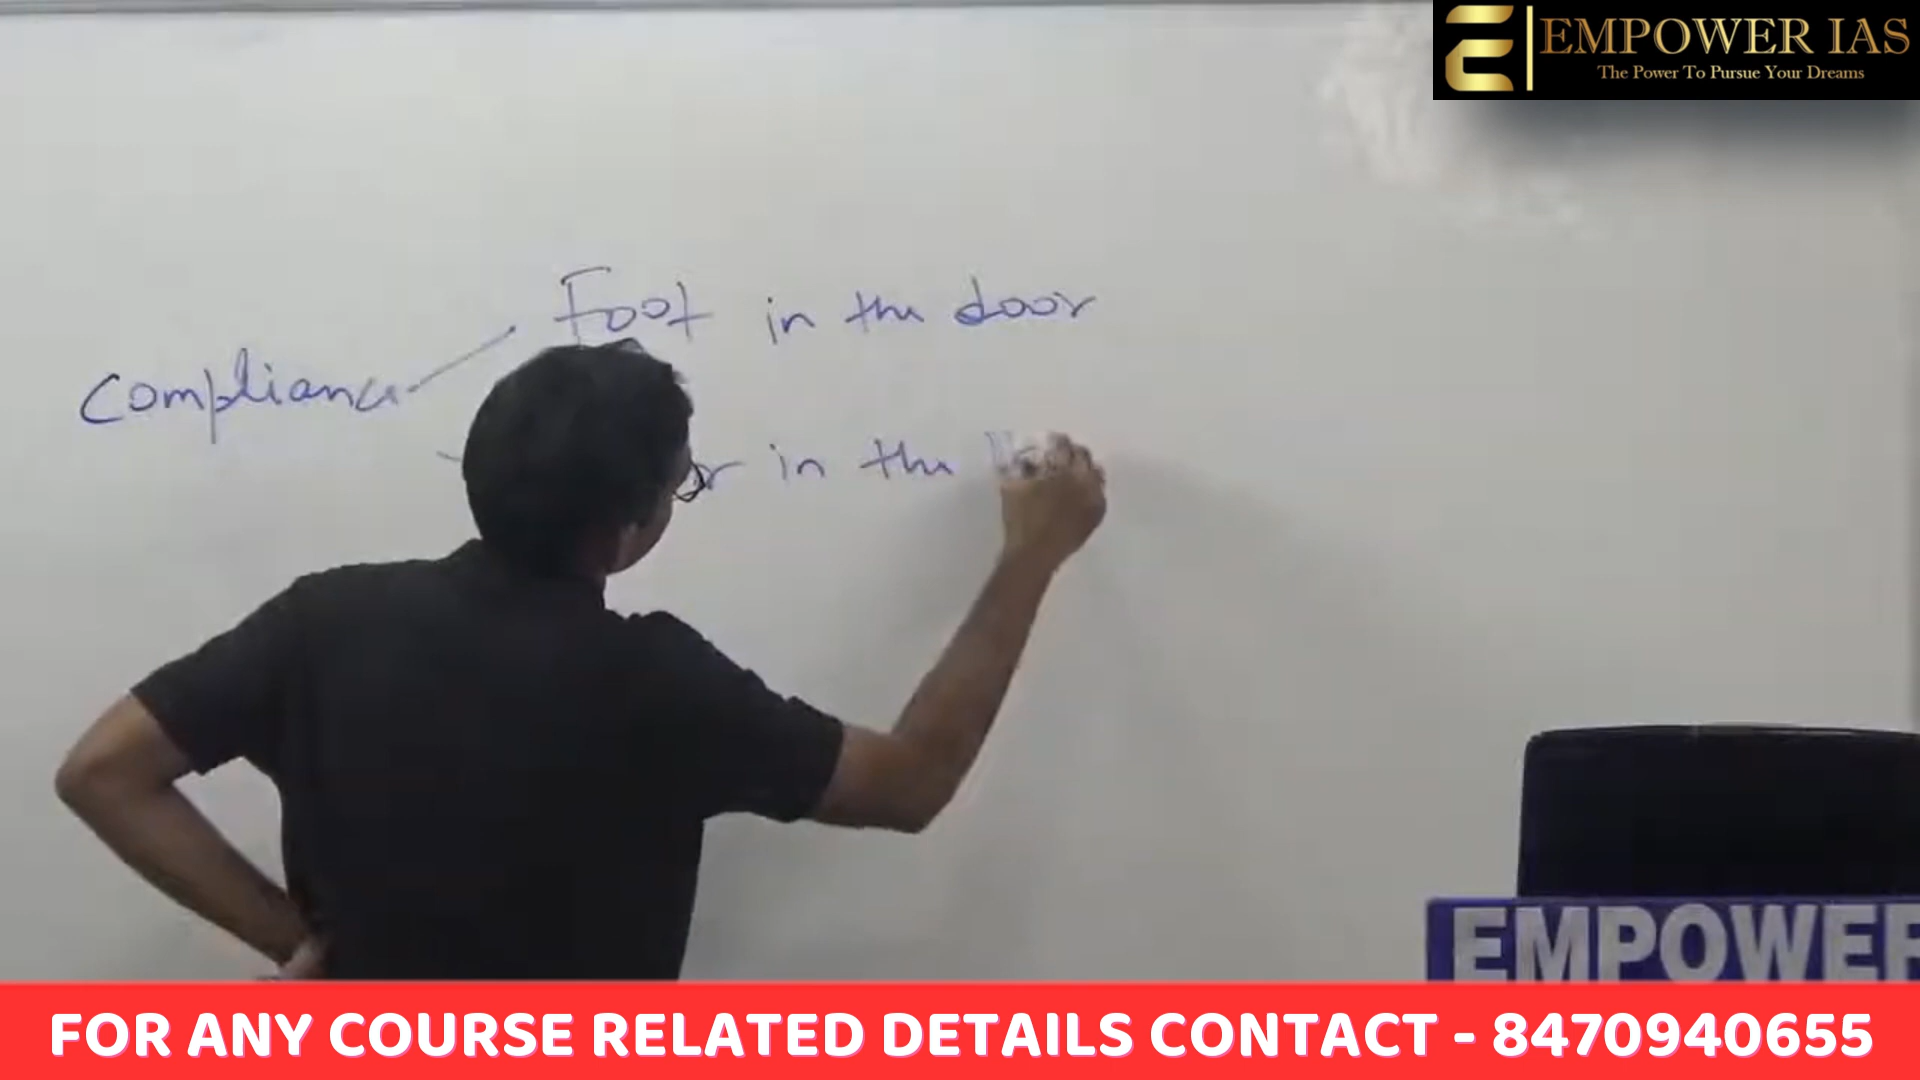 EMPOWER IAS
The Power To Pursue Your Dreams
Foot in the door
Compliance
in the
EMPOWER
FOR ANY COURSE RELATED DETAILS CONTACT - 8470940655